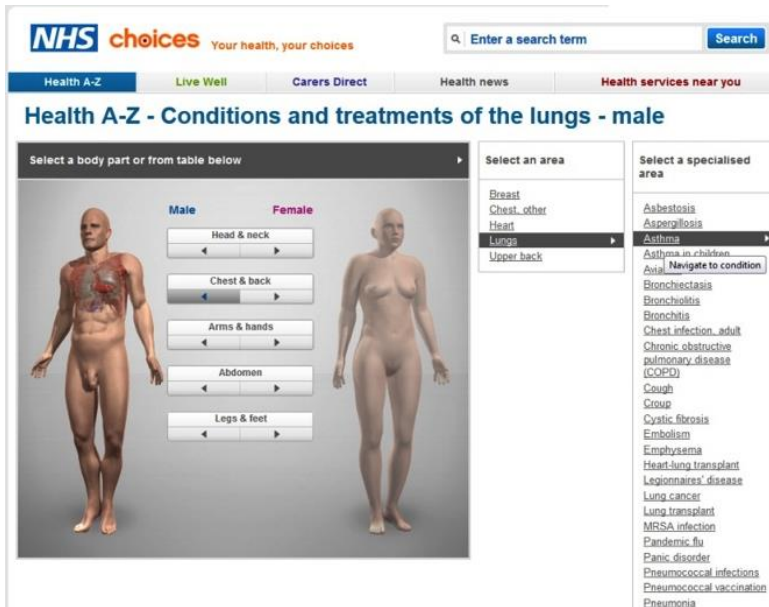 NHS choices Your health, your choices
Enter a search term
Search
Health A-Z
Live Well
Carers Direct
Health news
Health services near you
Health A-Z - Conditions and treatments of the lungs - male
Select a body part or from table below
Male
Female
Head & neck
Chest & back
Arms & hands
Abdomen
Legs & feet
Select an area
Breast
Chest, other
Heart
Lungs
Upper back
Select a specialised
area
Asbestosis
Aspergillosis
Asthma
Asthma in children
Navigate to condition
Bronchiectasis
Bronchiolitis
Bronchitis
Chest infection, adult
Chronic obstructive
pulmonary disease
(COPD)
Cough
Croup
Cystic fibrosis
Embolism
Emphysema
Heart-lung transplant
Legionnaires' disease
Lung cancer
Lung transplant
MRSA infection
Pandemic flu
Panic disorder
Pneumococcal infections
Pneumococcal vaccination
Pneumonia